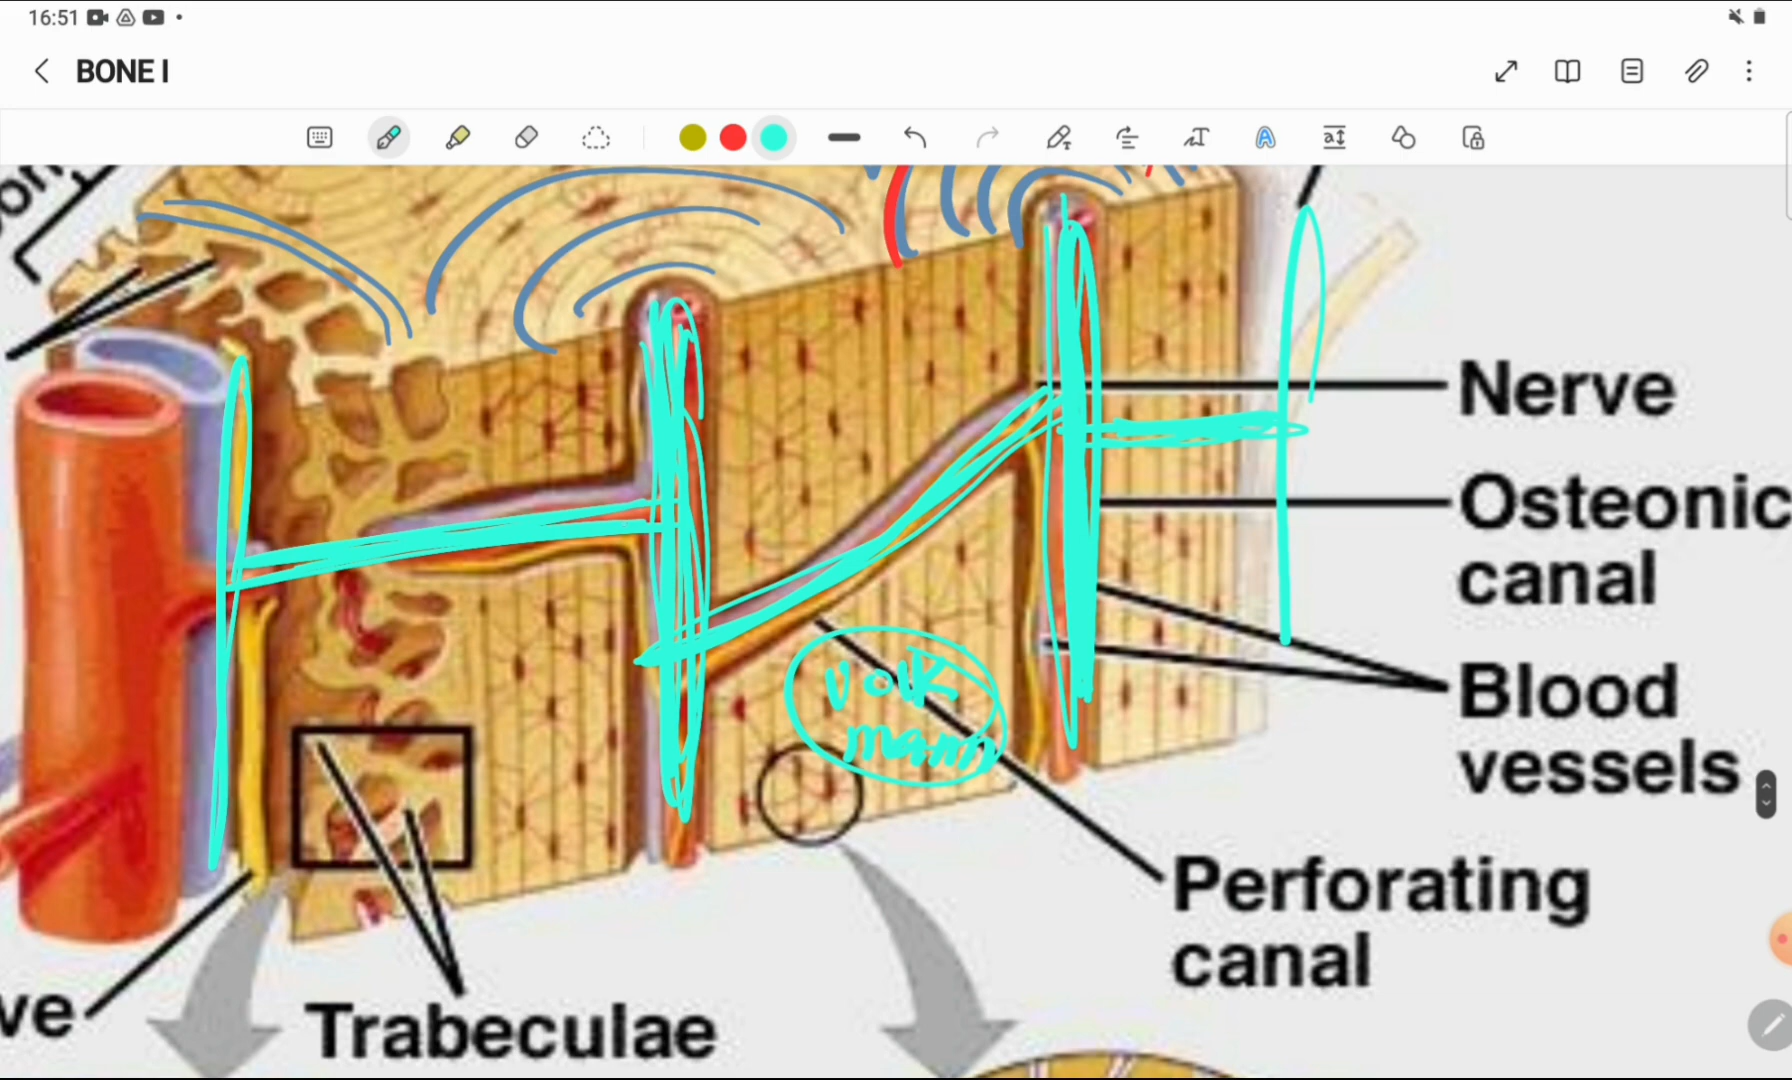 16:51
BONE I
Nerve
Osteonic
canal
Blood
vessels
VOLK
mann
Perforating
canal
ve
Trabeculae